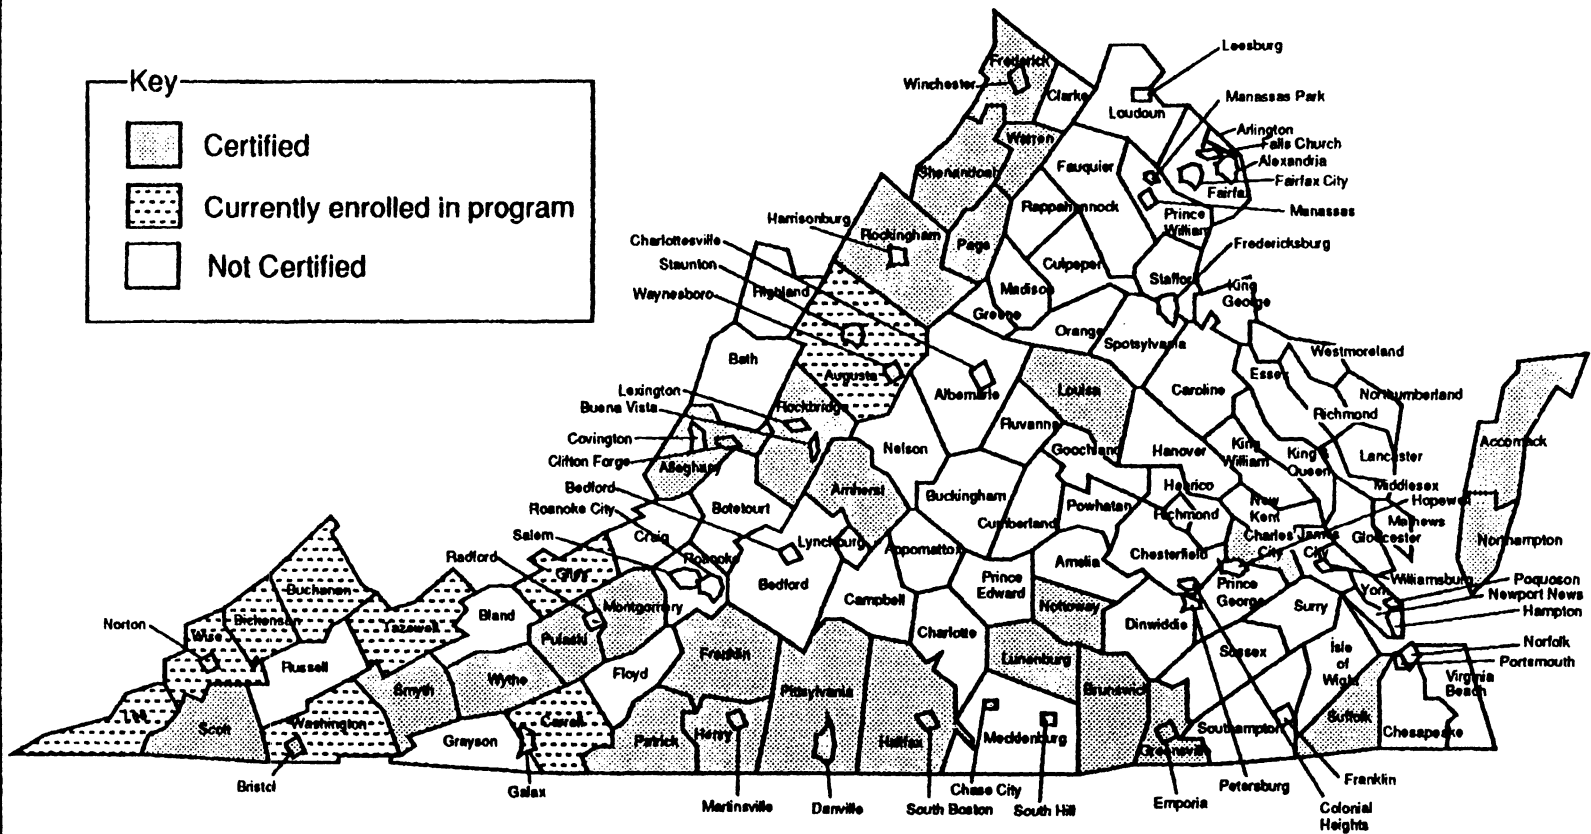 Key
Certified
Currently enrolled in program
Not Certified
Leesburg
Frederick
Winchester
Clarke
Manassas Park
Loudoun
Arlington
Warren
Falls Church
Alexandria
Fauquier
Shenandoah
Fairfax City
Fairfax
Rappahannock
Manassas
Prince
William
Harrisonburg
Rockingham
Page
Charlottesville
Fredericksburg
Staunton
Culpeper
Stafford
Waynesboro
Highland
Madison
King
George
Greene
Orange
Spotsylvania
Westmoreland
Bath
Augusta
Essex
Lexington
Louisa
Caroline
Albemarle
Northumberland
Buena Vista
Rockbridge
Richmond
Fluvanna
Covington
Accomack
Nelson
Goochland
Hanover
King
William
King
Queen
Lancaster
Clifton Forge
Alleghany
Bedford
Amherst
Henrico
Middlesex
Buckingham
Hopewell
Roanoke City
Botetourt
Powhatan
New
Kent
Richmond
Cumberland
Mathews
Salem
Craig
Lynchburg
Charles
City
James
City
Gloucester
Northampton
Radford
Roanoke
Appomattox
Chesterfield
Amelia
Giles
Bedford
Prince
Edward
Williamsburg
Poquoson
Buchanan
Prince
George
York
Newport News
Bland
Montgomery
Campbell
Nottoway
Surry
Hampton
Norton
Dickenson
Tazewell
Dinwiddie
Wise
Pulaski
Charlotte
Norfolk
Russell
Franklin
Lunenburg
Sussex
Isle
of
Wight
Portsmouth
Floyd
Wythe
Virginia
Beach
Smyth
Pittsylvania
Brunswick
Lee
Washington
Carroll
Suffolk
Scott
Southampton
Chesapeake
Grayson
Patrick
Henry
Halifax
Mecklenburg
Greensville
Bristol
Galax
Martinsville
Danville
South Boston
Chase City
South Hill
Emporia
Petersburg
Franklin
Colonial
Heights